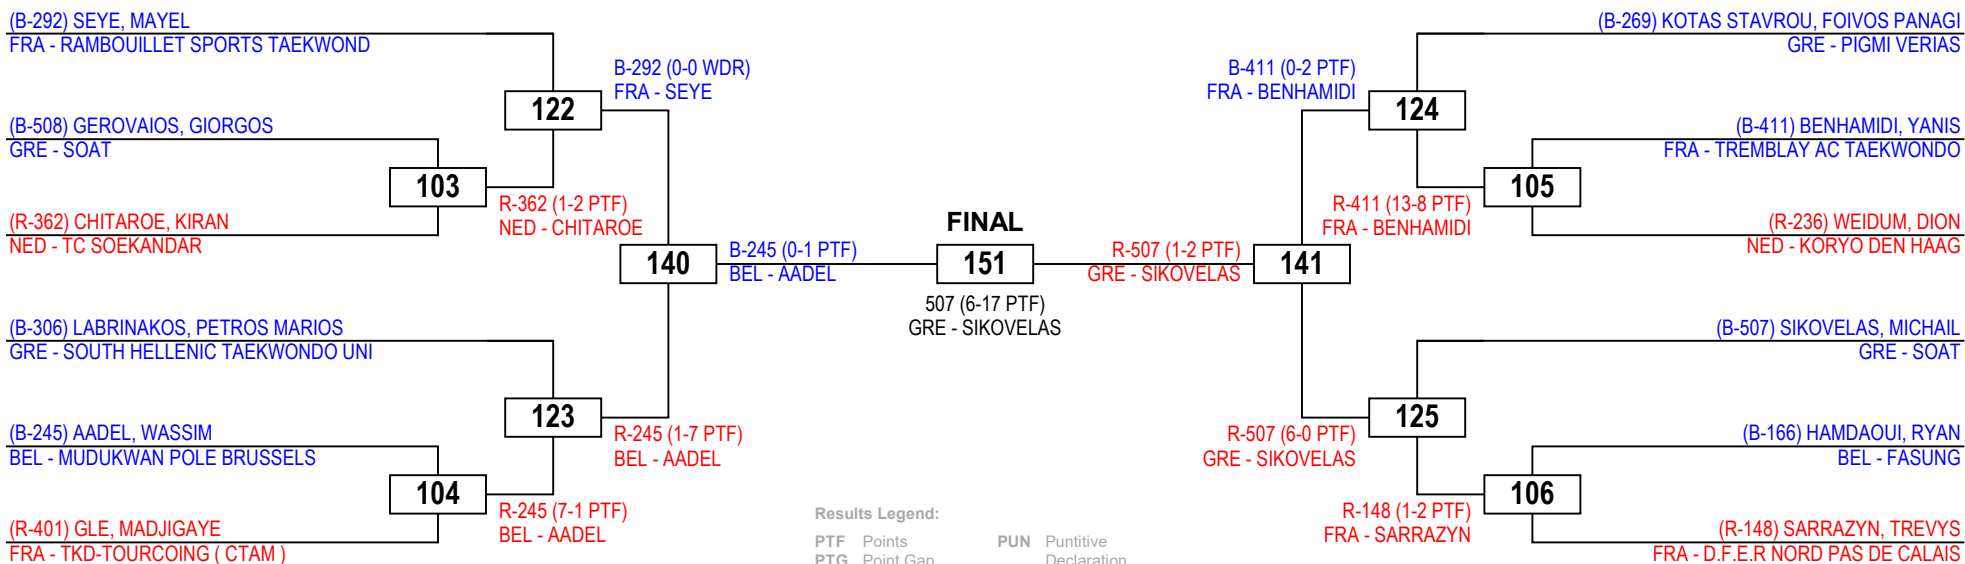 (B-292) SEYE, MAYEL
FRA - RAMBOUILLET SPORTS TAEKWOND
(B-508) GEROVAIOS, GIORGOS
GRE - SOAT
(R-362) CHITAROE, KIRAN
NED - TC SOEKANDAR
(B-306) LABRINAKOS, PETROS MARIOS
GRE - SOUTH HELLENIC TAEKWONDO UNI
(B-245) AADEL, WASSIM
BEL - MUDUKWAN POLE BRUSSELS
(R-401) GLE, MADJIGAYE
FRA - TKD-TOURCOING ( CTAM )
103
R-362 (1-2 PTF)
NED - CHITAROE
104
R-245 (7-1 PTF)
BEL - AADEL
122
B-292 (0-0 WDR)
FRA - SEYE
123
R-245 (1-7 PTF)
BEL - AADEL
140
B-245 (0-1 PTF)
BEL - AADEL
FINAL
151
507 (6-17 PTF)
GRE - SIKOVELAS
R-507 (1-2 PTF)
GRE - SIKOVELAS
141
B-411 (0-2 PTF)
FRA - BENHAMIDI
124
R-507 (6-0 PTF)
GRE - SIKOVELAS
125
R-411 (13-8 PTF)
FRA - BENHAMIDI
105
R-148 (1-2 PTF)
FRA - SARRAZYN
106
(B-269) KOTAS STAVROU, FOIVOS PANAGI
GRE - PIGMI VERIAS
(B-411) BENHAMIDI, YANIS
FRA - TREMBLAY AC TAEKWONDO
(R-236) WEIDUM, DION
NED - KORYO DEN HAAG
(B-507) SIKOVELAS, MICHAIL
GRE - SOAT
(B-166) HAMDAOUI, RYAN
BEL - FASUNG
(R-148) SARRAZYN, TREVYS
FRA - D.F.E.R NORD PAS DE CALAIS
Results Legend:
PTF Points PUN Puntitive
PTG Point Gap Declaration